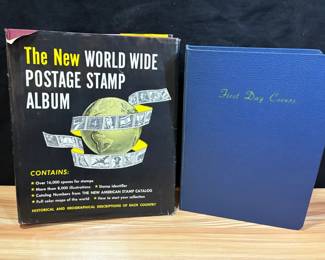 The New WORLD WIDE
POSTAGE STAMP
ALBUM
CONTAINS:
★ Over 16,000 spaces for stamps
★ More than 8,000 illustrations ★ Stamp identifier
★ Catalog Numbers from THE NEW AMERICAN STAMP CATALOG
★ Full color maps of the world ★ How to start your collection
HISTORICAL AND GEOGRAPHICAL DESCRIPTIONS OF EACH COUNTRY
First Day Covers